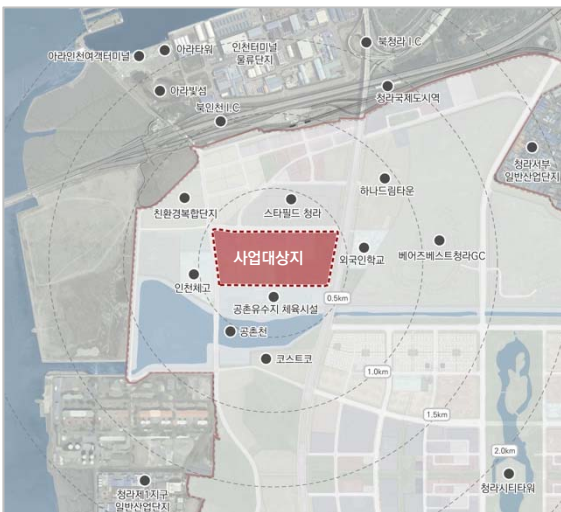 북청라 I.C
아라타워
인천터미널
물류단지
아라인천여객터미널
아라빛섬
청라국제도시역
북인천 I.C
청라서부
일반산업단지
하나드림타운
친환경복합단지
스타필드 청라
사업대상지
외국인학교
베어즈베스트청라GC
인천체고
0.5km
공촌유수지 체육시설
공촌천
코스트코
1.0km
1.5km
2.0km
청라제1지구
일반산업단지
청라시티타워